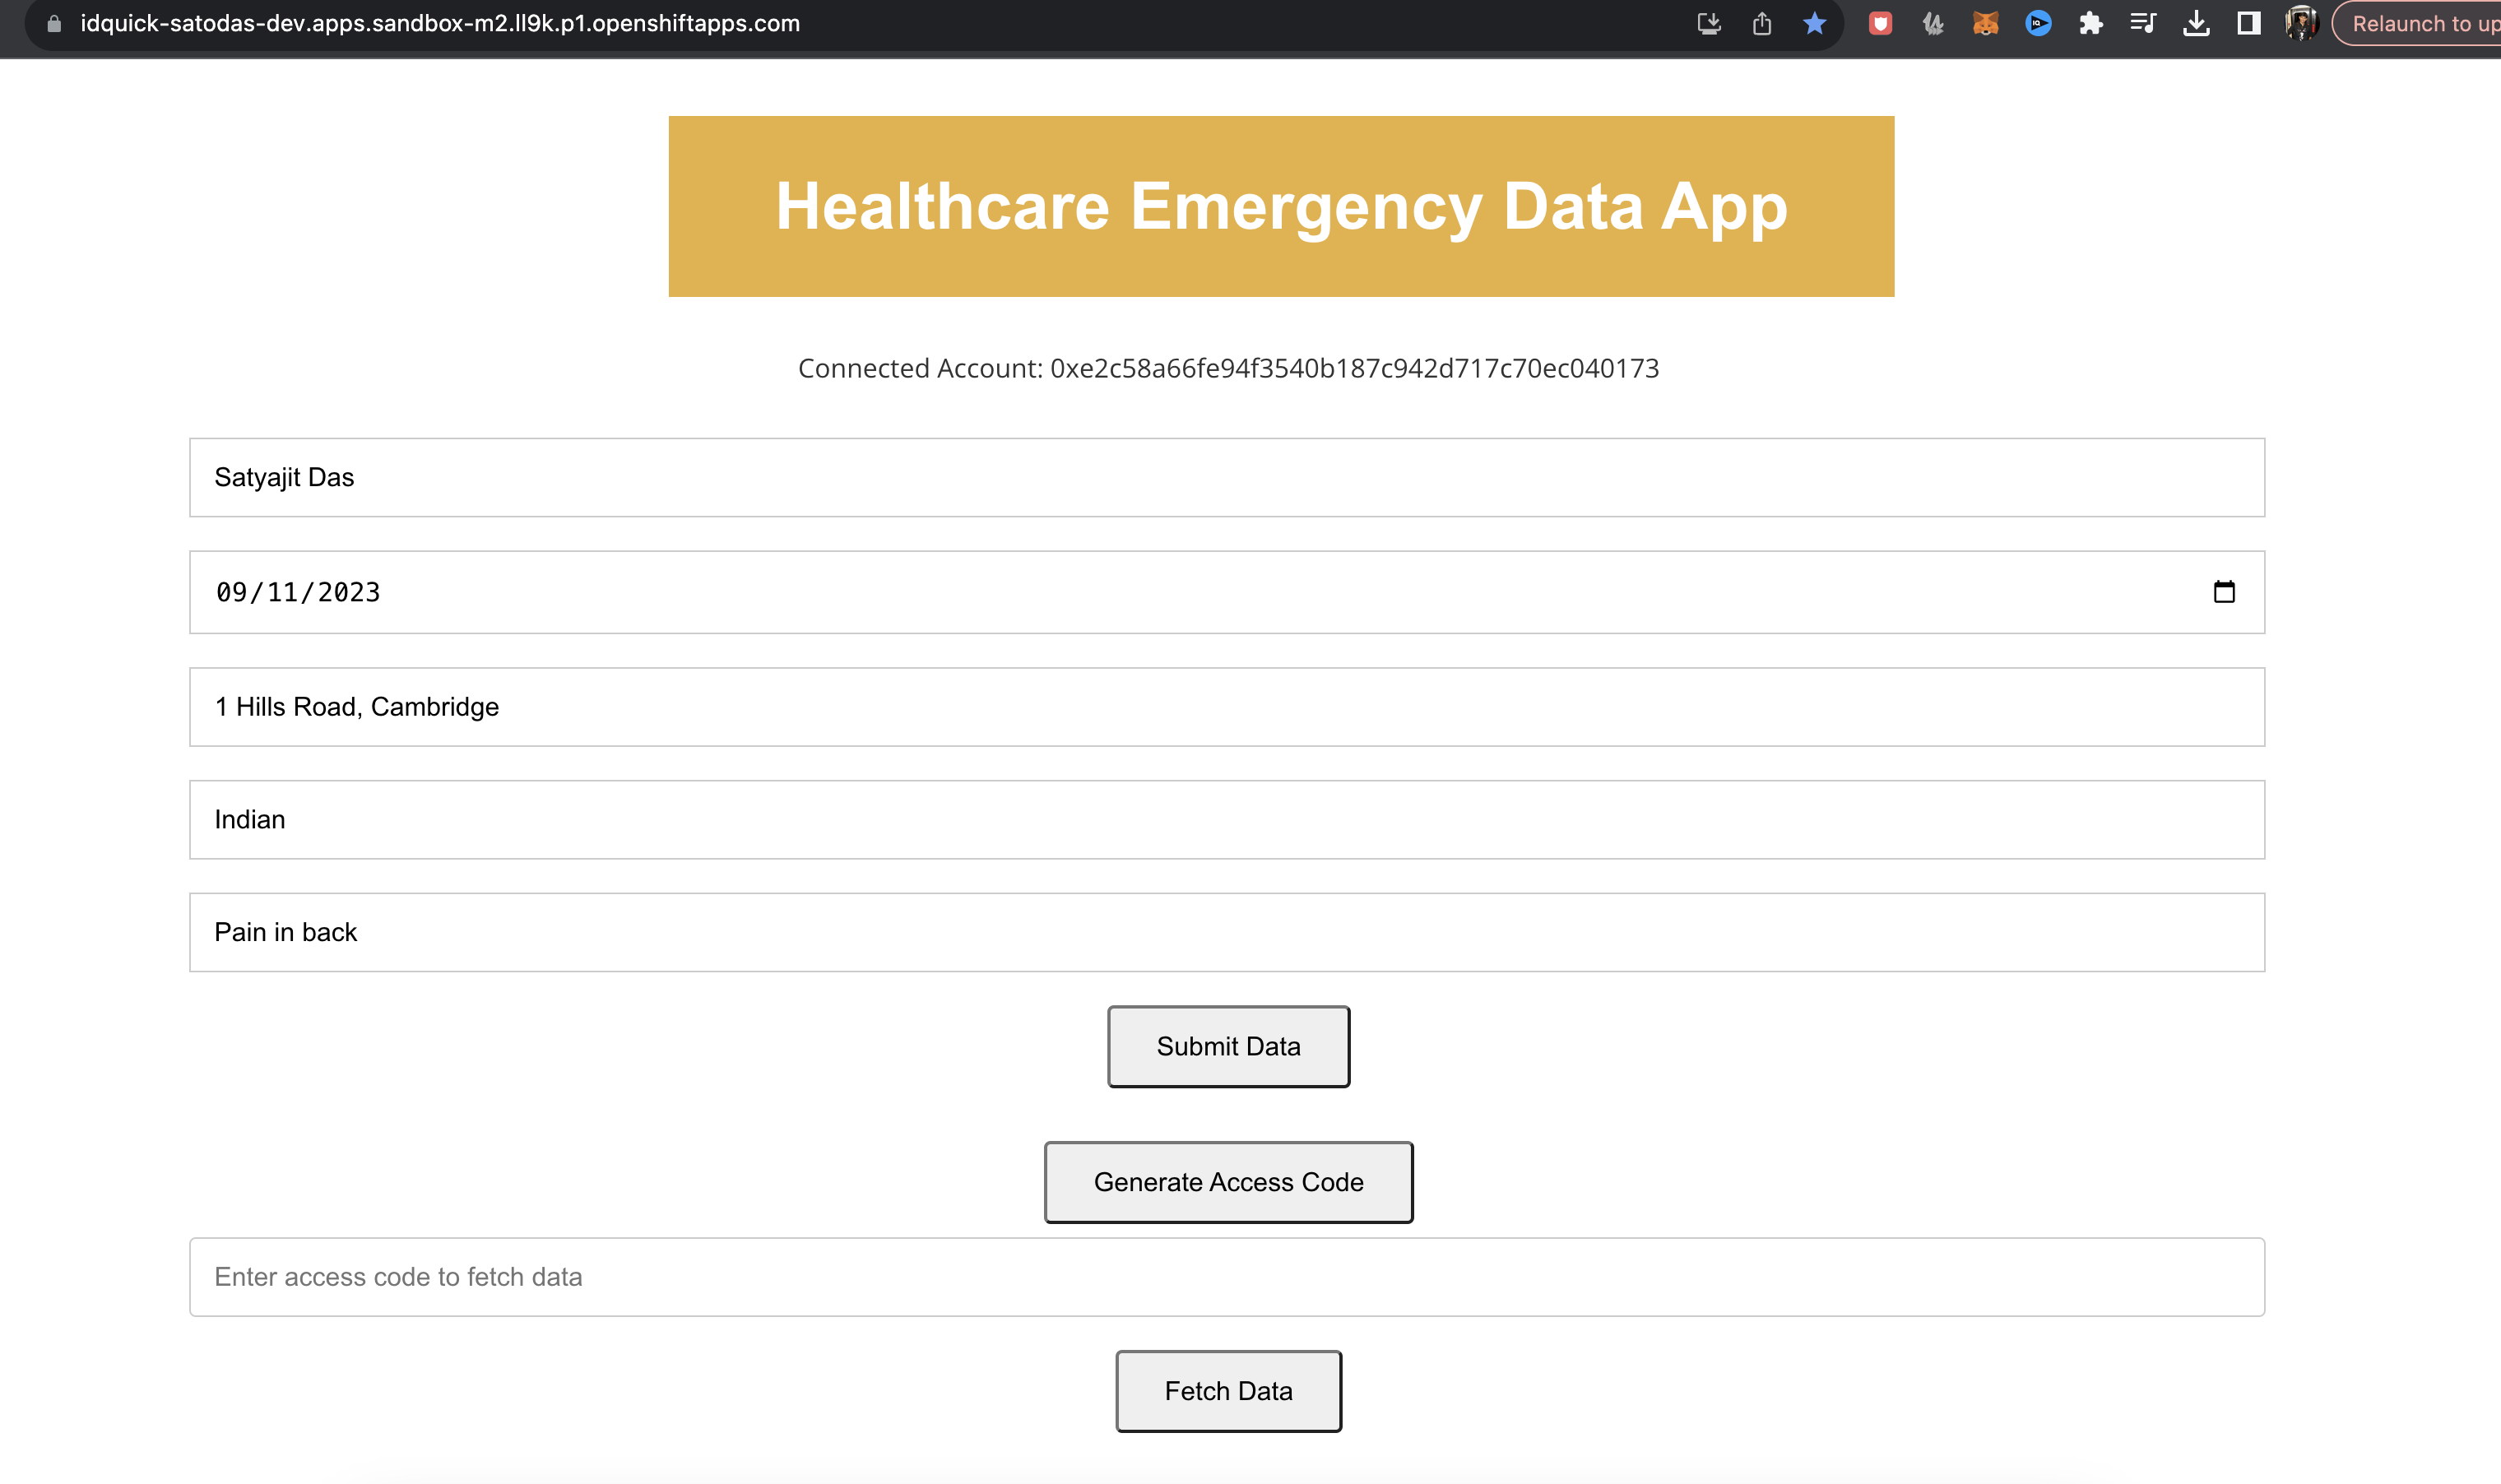 idquick-satodas-dev.apps.sandbox-m2.ll9k.p1.openshiftapps.com
Relaunch to up
Healthcare Emergency Data App
Connected Account: 0xe2c58a66fe94f3540b187c942d717c70ec040173
Satyajit Das
09/11/2023
1 Hills Road, Cambridge
Indian
Pain in back
Submit Data
Generate Access Code
Enter access code to fetch data
Fetch Data